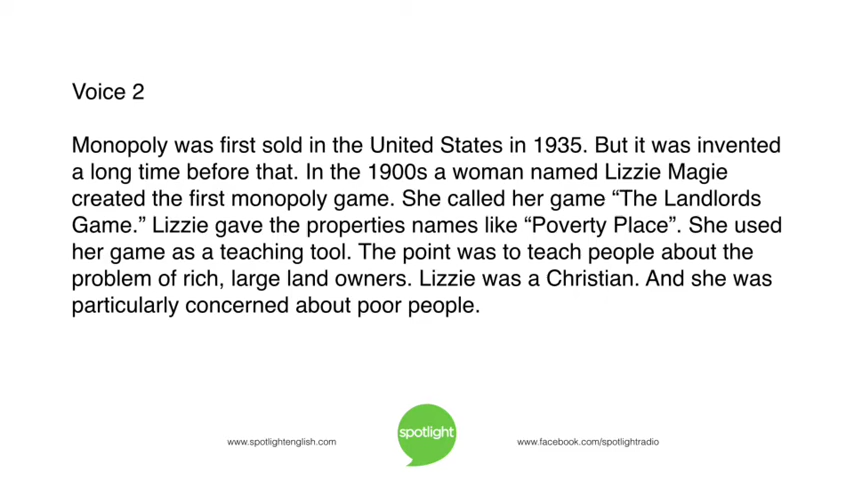 Voice 2
Monopoly was first sold in the United States in 1935. But it was invented
a long time before that. In the 1900s a woman named Lizzie Magie
created the first monopoly game. She called her game “The Landlords
Game.” Lizzie gave the properties names like “Poverty Place”. She used
her game as a teaching tool. The point was to teach people about the
problem of rich, large land owners. Lizzie was a Christian. And she was
particularly concerned about poor people.
www.spotlightenglish.com
spotlight
www.facebook.com/spotlightradio